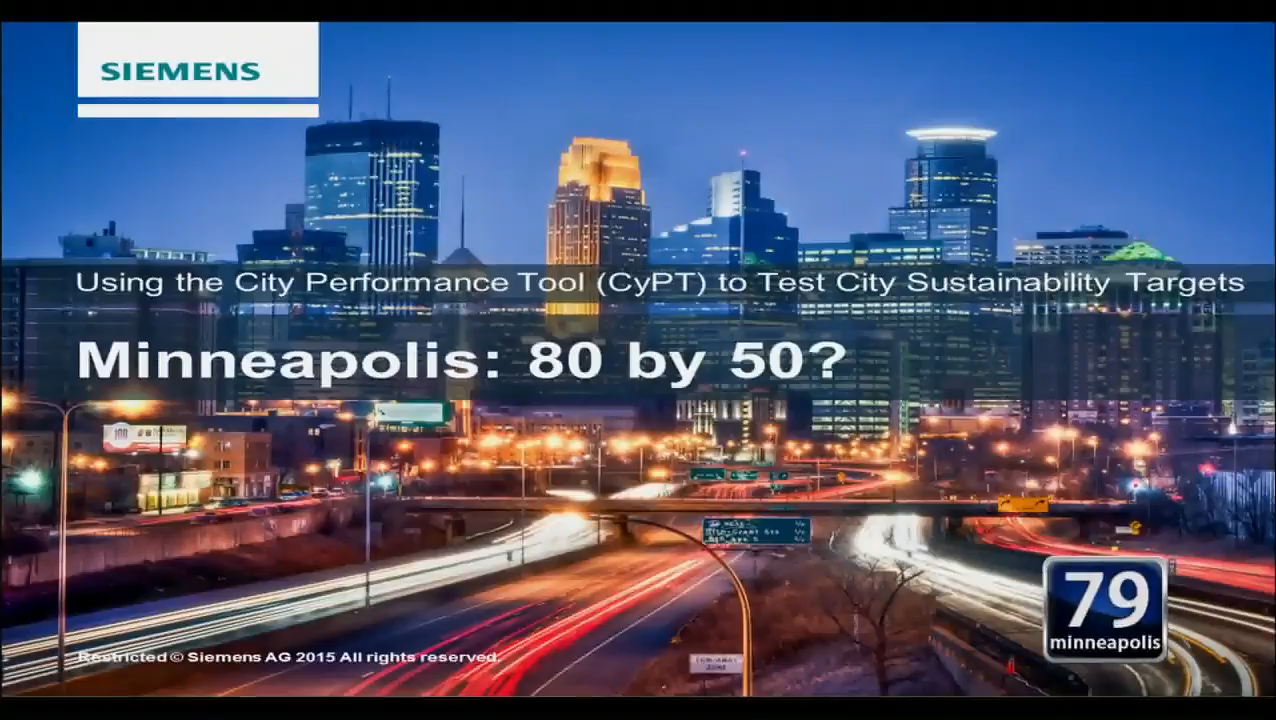 SIEMENS
Using the City Performance Tool (CyPT) to Test City Sustainability Targets
Minneapolis: 80 by 50?
Restricted © Siemens AG 2015 All rights reserved.
79
minneapolis